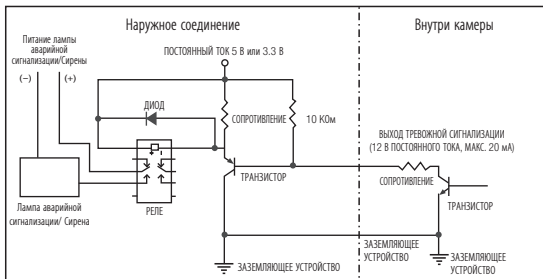 Наружное соединение
Внутри камеры
Питание лампы
аварийной
сигнализации/Сирены
(–)
(+)
ПОСТОЯННЫЙ ТОК 5 В или 3.3 В
ДИОД
СОПРОТИВЛЕНИЕ
10 КОм
ВЫХОД ТРЕВОЖНОЙ СИГНАЛИЗАЦИИ
(12 В ПОСТОЯННОГО ТОКА, МАКС. 20 мА)
СОПРОТИВЛЕНИЕ
ТРАНЗИСТОР
ТРАНЗИСТОР
РЕЛЕ
Лампа аварийной
сигнализации/ Сирена
ЗАЗЕМЛЯЮЩЕЕ УСТРОЙСТВО
ЗАЗЕМЛЯЮЩЕЕ
УСТРОЙСТВО
ЗАЗЕМЛЯЮЩЕЕ
УСТРОЙСТВО